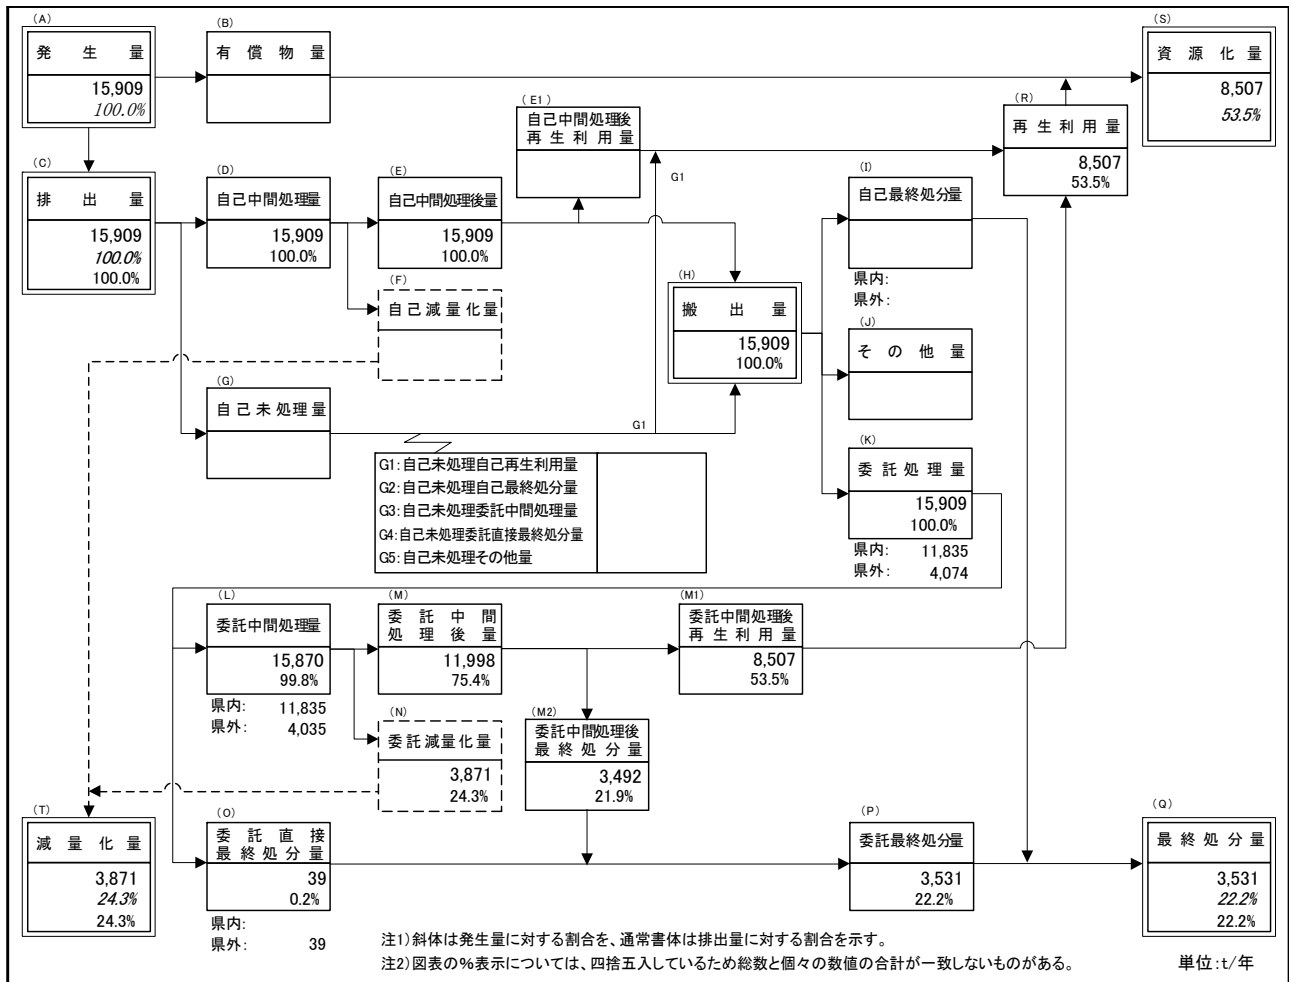 (A)
発生量
15,909
100.0%
(B)
有償物量
(S)
資源化量
8,507
53.5%
(E1)
自己中間処理後
再生利用量
(R)
再生利用量
8,507
53.5%
(C)
排出量
15,909
100.0%
100.0%
(D)
自己中間処理量
15,909
100.0%
(E)
自己中間処理後量
15,909
100.0%
G1
(I)
自己最終処分量
県内:
県外:
(F)
自己減量化量
(H)
搬出量
15,909
100.0%
(J)
その他量
(G)
自己未処理量
G1
G1:自己未処理自己再生利用量
G2:自己未処理自己最終処分量
G3:自己未処理委託中間処理量
G4:自己未処理委託直接最終処分量
G5:自己未処理その他量
(K)
委託処理量
15,909
100.0%
県内: 11,835
県外: 4,074
(L)
委託中間処理量
15,870
99.8%
県内: 11,835
県外: 4,035
(M)
委託中間
処理後量
11,998
75.4%
(M1)
委託中間処理後
再生利用量
8,507
53.5%
(N)
委託減量化量
3,871
24.3%
(M2)
委託中間処理後
最終処分量
3,492
21.9%
(T)
減量化量
3,871
24.3%
24.3%
(O)
委託直接
最終処分量
39
0.2%
県内:
県外: 39
(P)
委託最終処分量
3,531
22.2%
(Q)
最終処分量
3,531
22.2%
22.2%
注1)斜体は発生量に対する割合を、通常書体は排出量に対する割合を示す。
注2)図表の%表示については、四捨五入しているため総数と個々の数値の合計が一致しないものがある。
単位:t/年